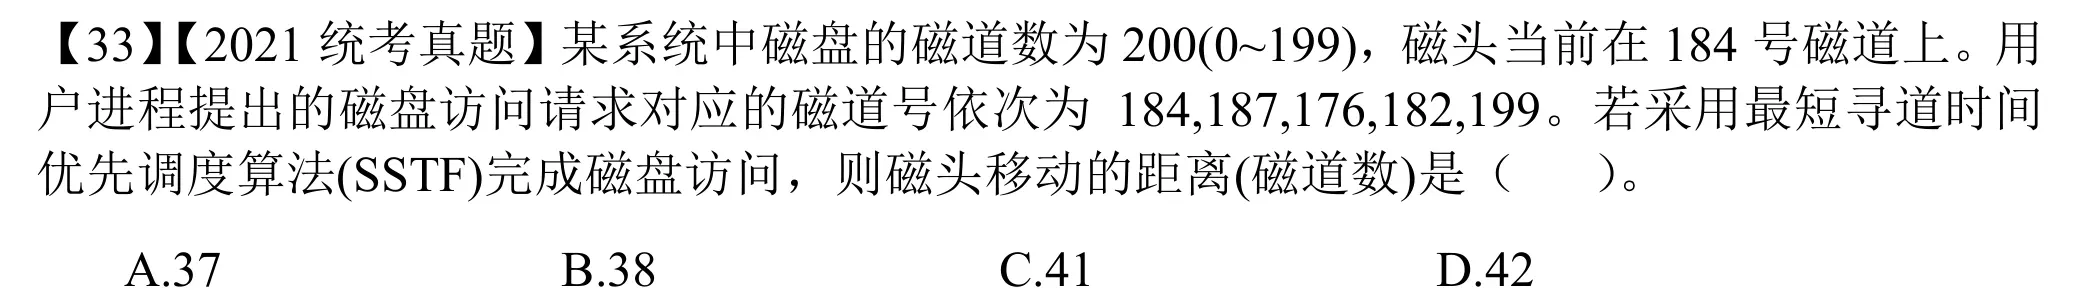 【33】【2021 统考真题】某系统中磁盘的磁道数为 200(0~199)，磁头当前在 184 号磁道上。用
户进程提出的磁盘访问请求对应的磁道号依次为 184,187,176,182,199。若采用最短寻道时间
优先调度算法(SSTF)完成磁盘访问，则磁头移动的距离(磁道数)是（ ）。
A.37 B.38 C.41 D.42